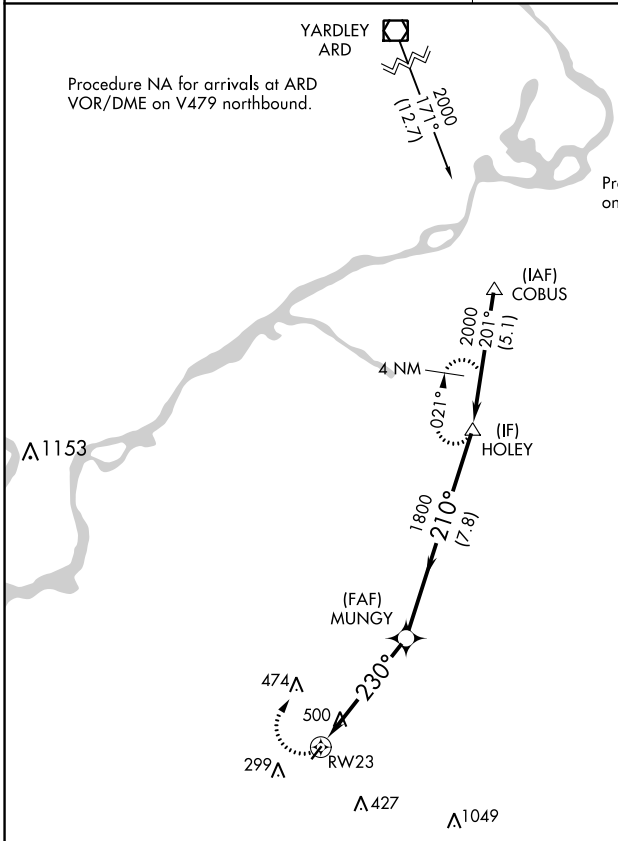 YARDLEY
ARD
Procedure NA for arrivals at ARD
VOR/DME on V479 northbound.
2000
171°
(12.7)
Pro
on
(IAF)
COBUS
2000
201°
(5.1)
4 NM
021°
(IF)
HOLEY
1153
1800
210°
(7.8)
(FAF)
MUNGY
230°
474
500
299
RW23
427
1049